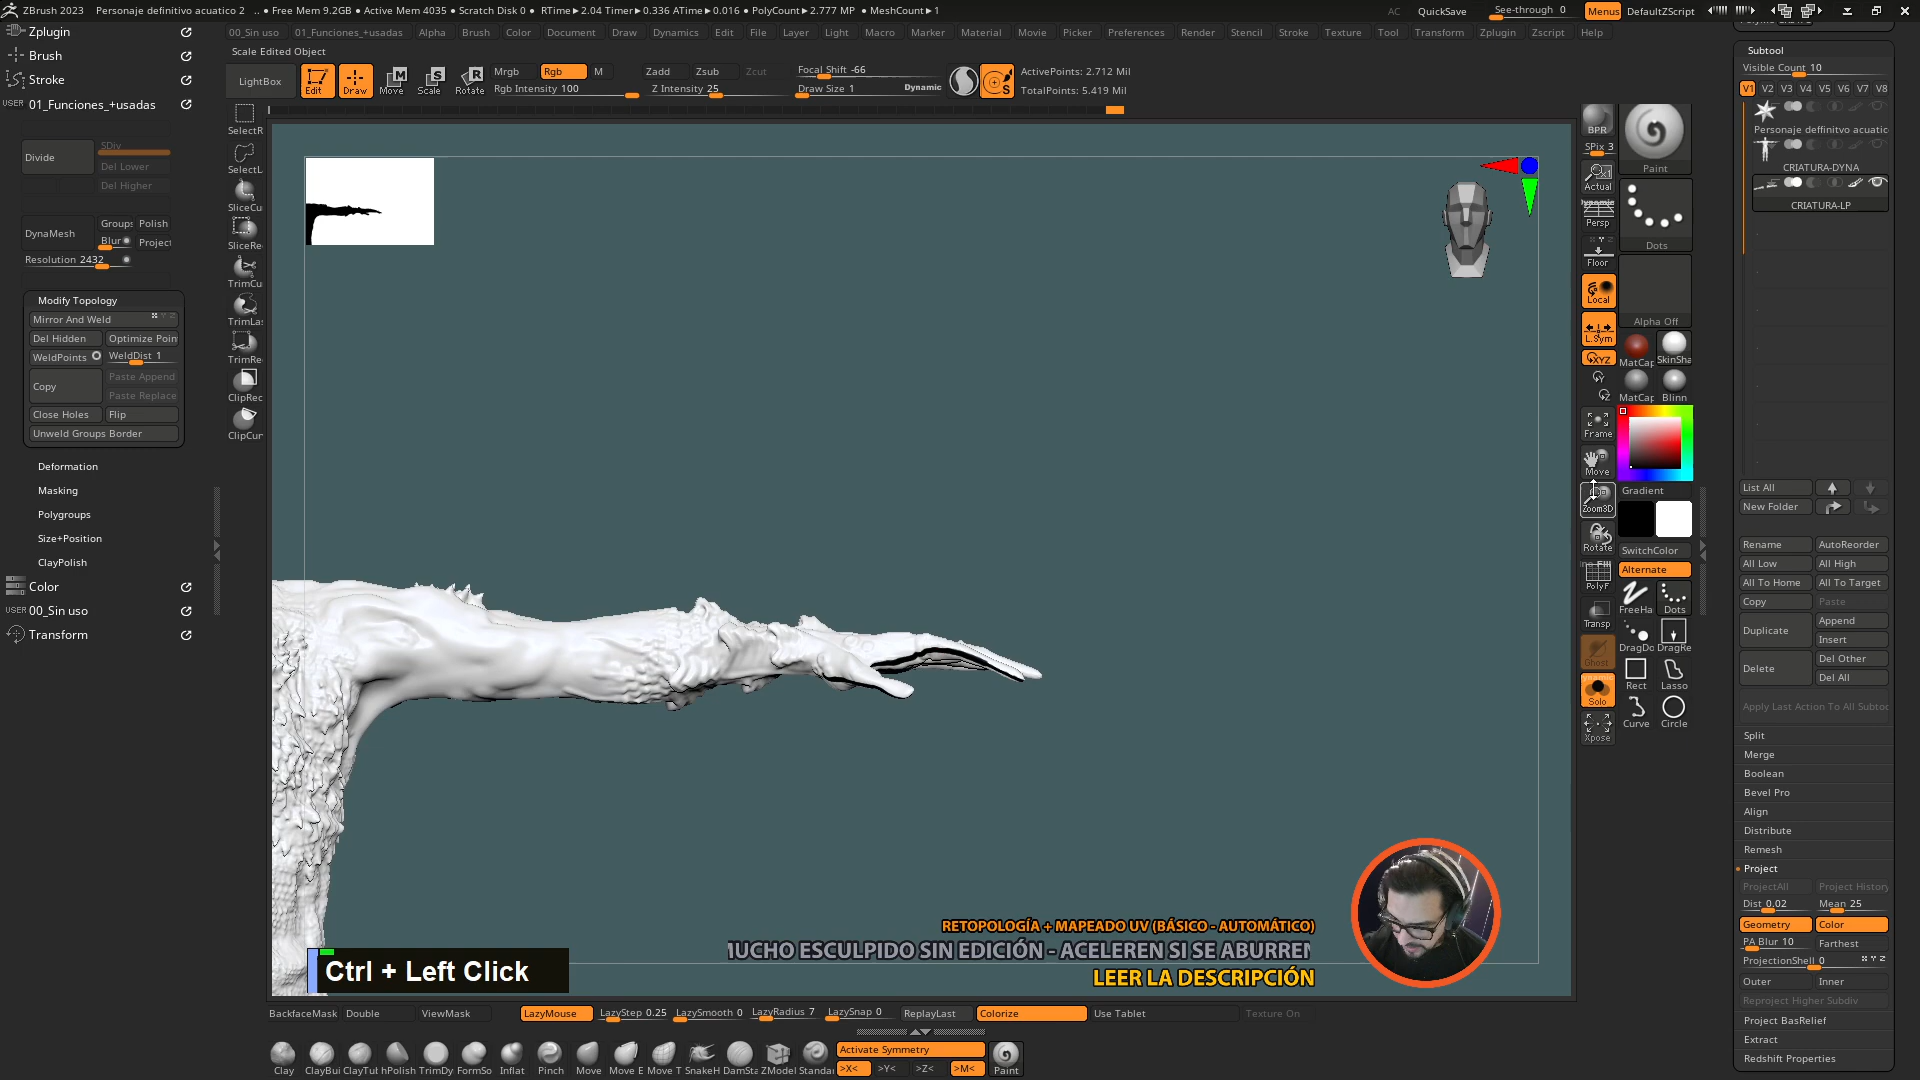 ZBrush 2023 Personaje definitivo acuatico 2 .. • Free Mem 9.2GB • Active Mem 4035 • Scratch Disk 0 • RTime►2.04 Timer►0.336 ATime►0.016 • PolyCount►2.777 MP • MeshCount►1 AC QuickSave See-through 0 Menus DefaultZScript
Zplugin
00_Sin uso 01_Funciones_+usadas Alpha Brush Color Document Draw Dynamics Edit File Layer Light Macro Marker Material Movie Picker Preferences Render Stencil Stroke Texture Tool Transform Zplugin Zscript Help
Scale Edited Object
Brush
Stroke
USER 01_Funciones_+usadas
LightBox Edit Draw Move Scale Rotate
Mrgb Rgb M Zadd Zsub Zcut Focal Shift -66 ActivePoints: 2.712 Mil
Rgb Intensity 100 Z Intensity 25 Draw Size 1 Dynamic TotalPoints: 5.419 Mil
Divide
SDiv
Del Lower
Del Higher
DynaMesh
Groups Polish
Blur Project
Resolution 2432
Modify Topology
Mirror And Weld
Del Hidden Optimize Poin
WeldPoints WeldDist 1
Copy
Paste Append
Paste Replace
Close Holes Flip
Unweld Groups Border
Deformation
Masking
Polygroups
Size+Position
ClayPolish
Color
USER 00_Sin uso
Transform
SelectR
SelectL
SliceCu
SliceRe
TrimCu
TrimLas
TrimRe
ClipRec
ClipCur
BPR
SPix 3
Actual
Dynamic
Persp
Floor
Local
L.Sym
XYZ
Y
Z
Frame
Move
Zoom3D
Rotate
PolyF
Transp
Ghost
Dynamic
Solo
Xpose
Paint
Dots
Alpha Off
MatCap SkinSha
MatCap Blinn
Gradient
SwitchColor
Alternate
FreeHa Dots
DragDo DragRe
Rect Lasso
Curve Circle
Subtool
Visible Count 10
V1 V2 V3 V4 V5 V6 V7 V8
Personaje deffinitvo acuatic
CRIATURA-DYNA
CRIATURA-LP
List All
New Folder
Rename AutoReorder
All Low All High
All To Home All To Target
Copy Paste
Duplicate
Append
Insert
Delete
Del Other
Del All
Apply Last Action To All Subtoo
Split
Merge
Boolean
Bevel Pro
Align
Distribute
Remesh
Project
ProjectAll Project History
Dist 0.02 Mean 25
Geometry Color
PA Blur 10 Farthest
ProjectionShell 0
Outer Inner
Reproject Higher Subdiv
Project BasRelief
Extract
Redshift Properties
RETOPOLOGÍA + MAPEADO UV (BÁSICO - AUTOMÁTICO)
MUCHO ESCULPIDO SIN EDICIÓN - ACELEREN SI SE ABURREN
LEER LA DESCRIPCIÓN
Ctrl + Left Click
BackfaceMask Double ViewMask LazyMouse LazyStep 0.25 LazySmooth 0 LazyRadius 7 LazySnap 0 ReplayLast Colorize Use Tablet Texture On
Activate Symmetry
>X< >Y< >Z< >M<
Clay ClayBui ClayTu hPolish TrimDy FormSo Inflat Pinch Move Move E Move T SnakeH DamSta ZModel Standa Paint